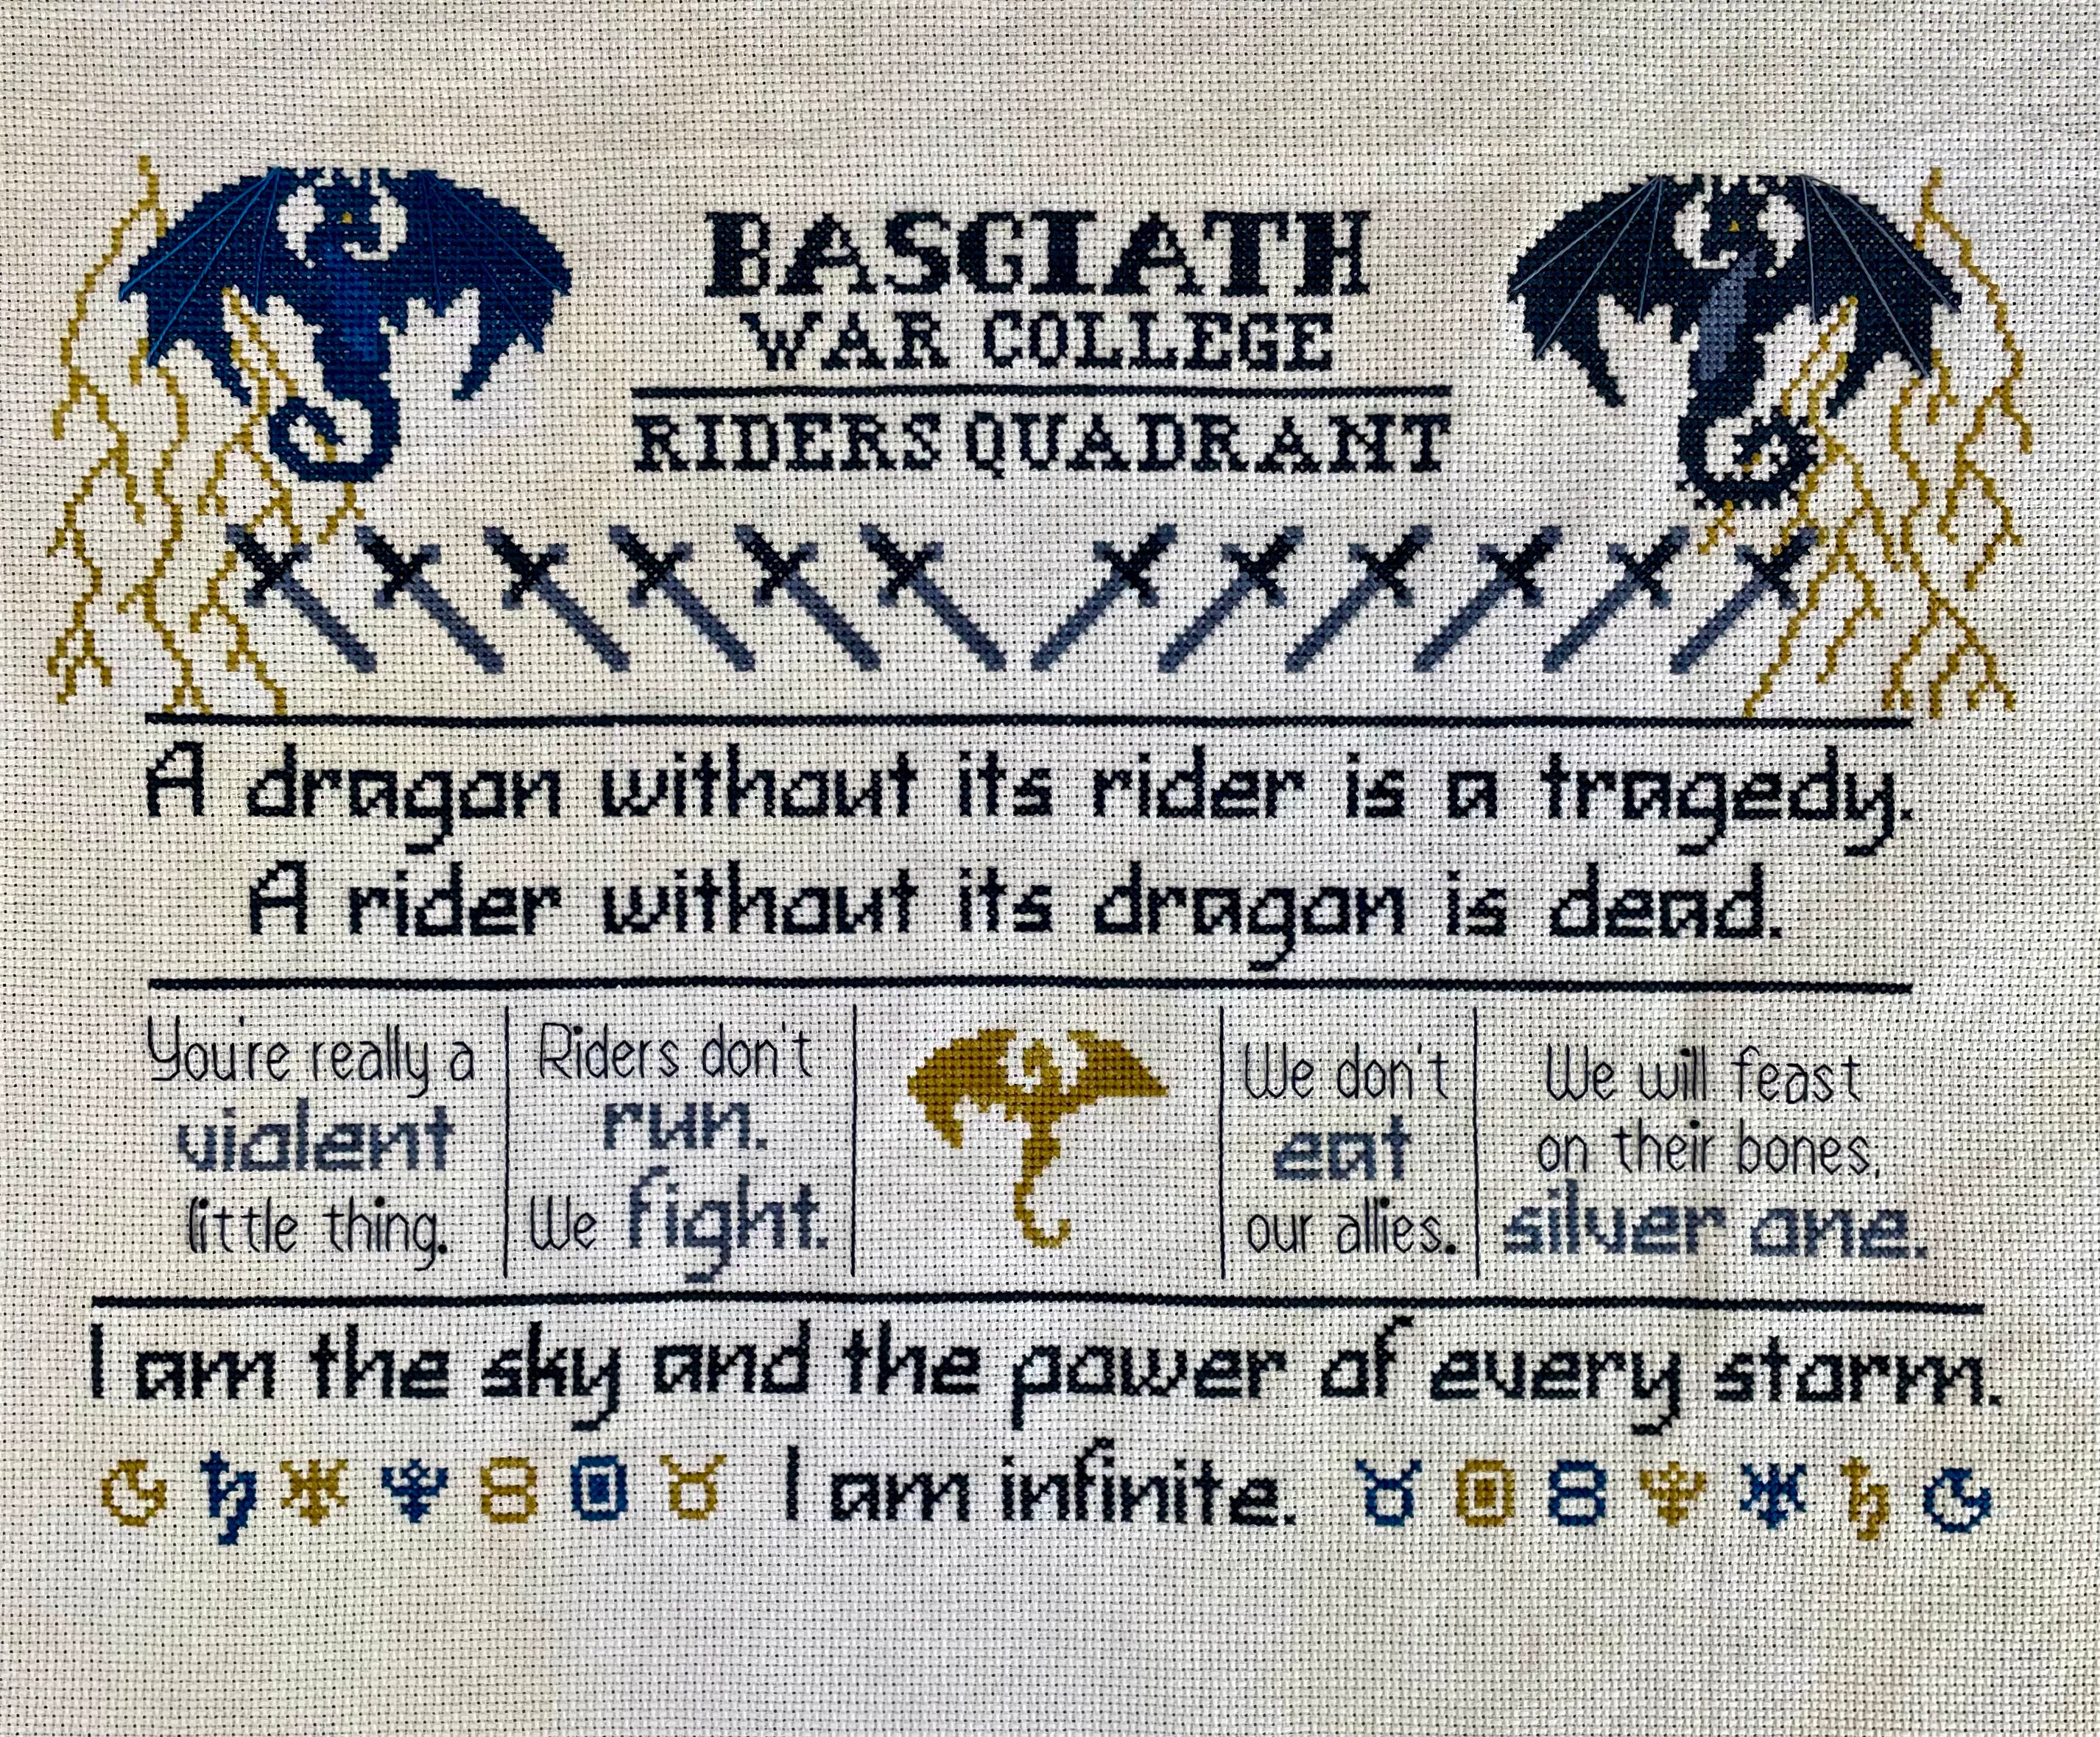 BASGIATH
WAR COLLEGE
RIDERS QUADRANT
A dragon without its rider is a tragedy.
A rider without its dragon is dead.
You're really a
violent
little thing.
Riders don't
run.
We fight.
We don't
eat
our allies.
We will feast
on their bones,
silver one.
I am the sky and the power of every storm.
I am infinite.